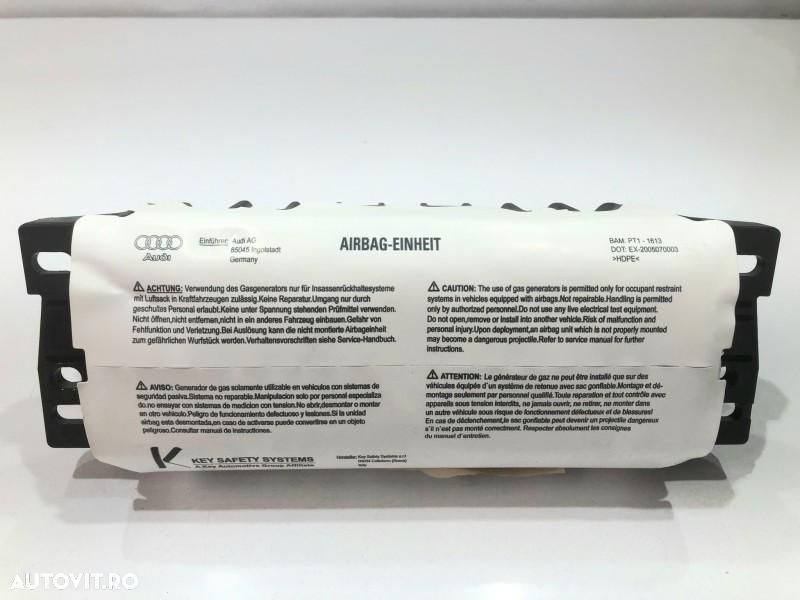 Audi
Einführer: Audi AG
85045 Ingolstadt
Germany
AIRBAG-EINHEIT
BAM: PT1 - 1613
DOT: EX-2005070003
>HDPE<
ACHTUNG: Verwendung des Gasgenerators nur für Insassenrückhaltesysteme
mit Luftsack in Kraftfahrzeugen zulässig.Keine Reparatur.Umgang nur durch
geschultes Personal erlaubt.Keine unter Spannung stehenden Prüfmittel verwenden.
Nicht öffnen,nicht entfernen,nicht in ein anderes Fahrzeug einbauen.Gefahr von
Fehlfunktion und Verletzung.Bei Auslösung kann die nicht montierte Airbageinheit
zum gefährlichen Wurfstück werden.Verhaltensvorschriften siehe Service-Handbuch.
CAUTION: The use of gas generators is permitted only for occupant restraint
systems in vehicles equipped with airbags.Not repairable.Handling is permitted
only by authorized personnel.Do not use any live electrical test equipment.
Do not open,remove or install into another vehicle.Risk of malfunction and
personal injury.Upon deployment,an airbag unit which is not properly mounted
may become a dangerous projectile.Refer to service manual for further
instructions.
AVISO: Generador de gas solamente utilizable en vehículos con sistemas de
seguridad pasiva.Sistema no reparable.Manipulacion solo por personal especializa
do.no ensayar con sistemas de medicion con tension.No abrir,desmontar o montar
en otro vehículo.Peligro de funcionamiento defectuoso y lesiones.Si la unidad
airbag esta desmontada,en caso de activarse puede convertirse en un objeto
peligroso.Consultar manual de instrucciones.
ATTENTION: Le générateur de gaz ne peut être installé que sur des
véhicules équipés d´un système de retenue avec sac gonflable.Montage et dé-
montage seulement par personnel autorisé.Toute reparation et tout contrôle avec
appareils sous tension interdits, ne jamais ouvrir, ne retirer, ne monter dans
un autre véhicule sous risque de fonctionnement défectueux et de blessures!
En cas de dédenchement,le sac gonflable peut devenir un projectile dangereux
s'il n'est pas monté correctement. Respecter absolument les consignes
du manuel d´entretien.
K
KEY SAFETY SYSTEMS
A Key Automotive Group Affiliate
Hersteller: Key Safety Systems s.r.l
Italy
AUTOVIT.RO